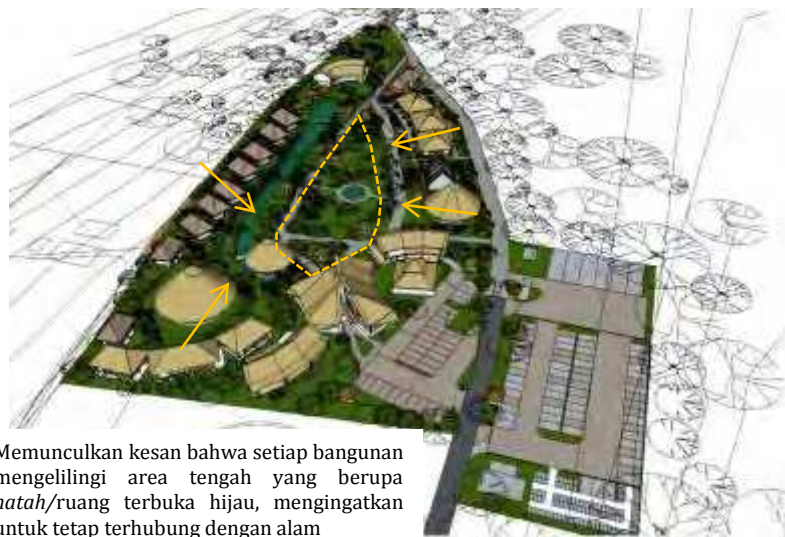 Memunculkan kesan bahwa setiap bangunan
mengelilingi area tengah yang berupa
natah/ruang terbuka hijau, mengingatkan
untuk tetap terhubung dengan alam